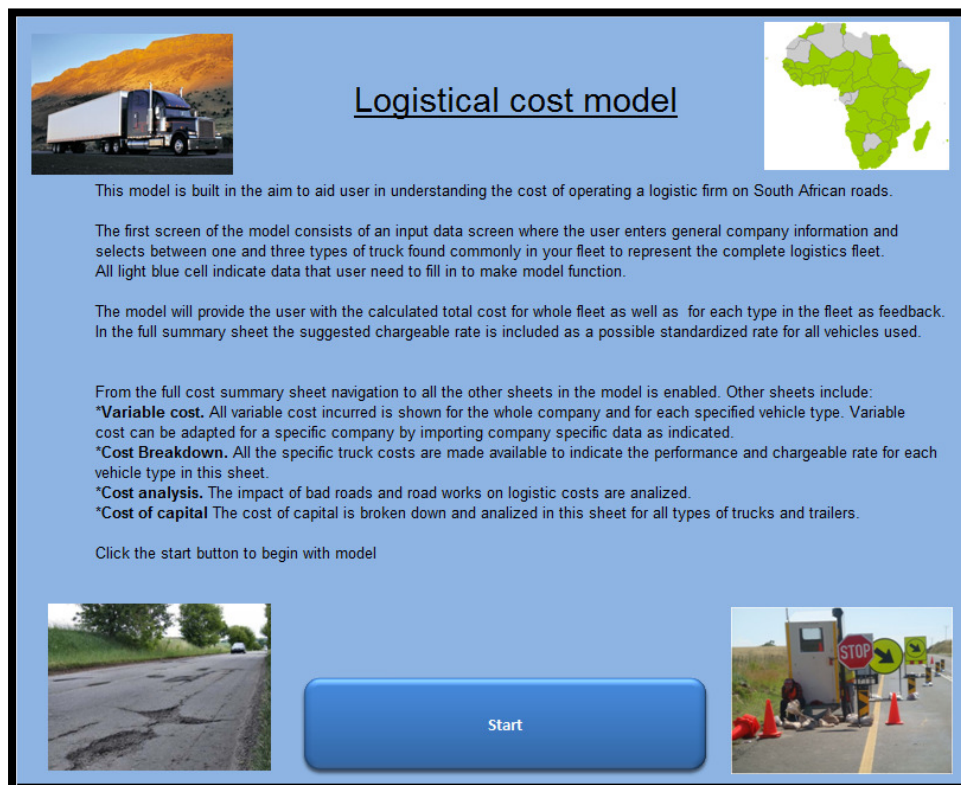 Logistical cost model
This model is built in the aim to aid user in understanding the cost of operating a logistic firm on South African roads.
The first screen of the model consists of an input data screen where the user enters general company information and
selects between one and three types of truck found commonly in your fleet to represent the complete logistics fleet.
All light blue cell indicate data that user need to fill in to make model function.
The model will provide the user with the calculated total cost for whole fleet as well as for each type in the fleet as feedback.
In the full summary sheet the suggested chargeable rate is included as a possible standardized rate for all vehicles used.
From the full cost summary sheet navigation to all the other sheets in the model is enabled. Other sheets include:
*Variable cost. All variable cost incurred is shown for the whole company and for each specified vehicle type. Variable
cost can be adapted for a specific company by importing company specific data as indicated.
*Cost Breakdown. All the specific truck costs are made available to indicate the performance and chargeable rate for each
vehicle type in this sheet.
*Cost analysis. The impact of bad roads and road works on logistic costs are analized.
*Cost of capital The cost of capital is broken down and analized in this sheet for all types of trucks and trailers.
Click the start button to begin with model
STOP
Start